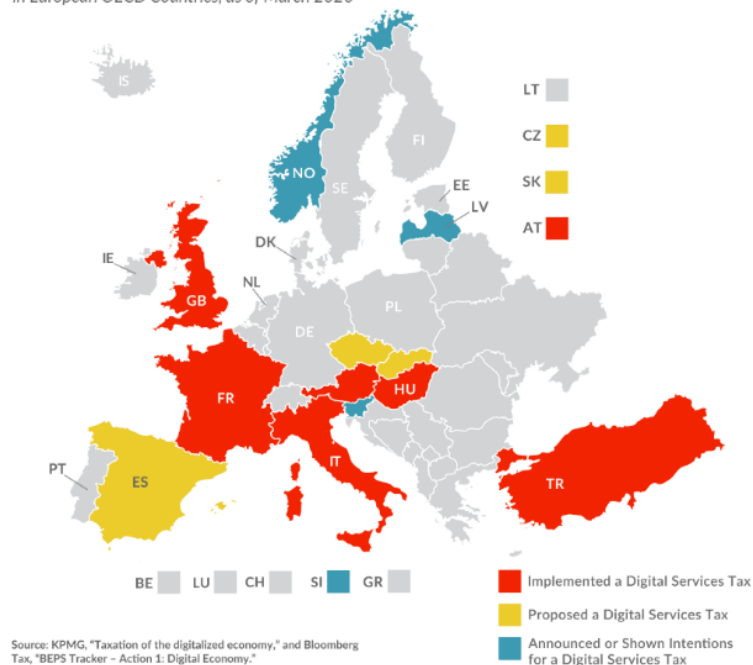 In European OECD Countries, as of March 2020
IS
LT
CZ
SK
AT
FI
NO
SE
EE
LV
DK
IE
NL
GB
PL
DE
HU
FR
IT
PT
ES
TR
BE
LU
CH
SI
GR
Implemented a Digital Services Tax
Proposed a Digital Services Tax
Announced or Shown Intentions
for a Digital Services Tax
Source: KPMG, "Taxation of the digitalized economy," and Bloomberg
Tax, "BEPS Tracker – Action 1: Digital Economy."